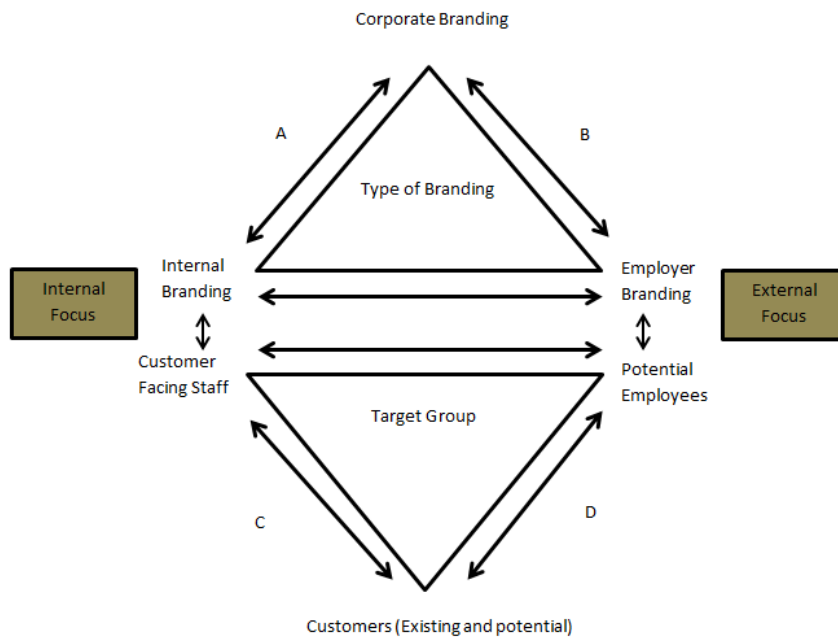 Corporate Branding
A
B
Type of Branding
Internal
Branding
Employer
Branding
Internal
Focus
External
Focus
Customer
Facing Staff
Potential
Employees
Target Group
C
D
Customers (Existing and potential)